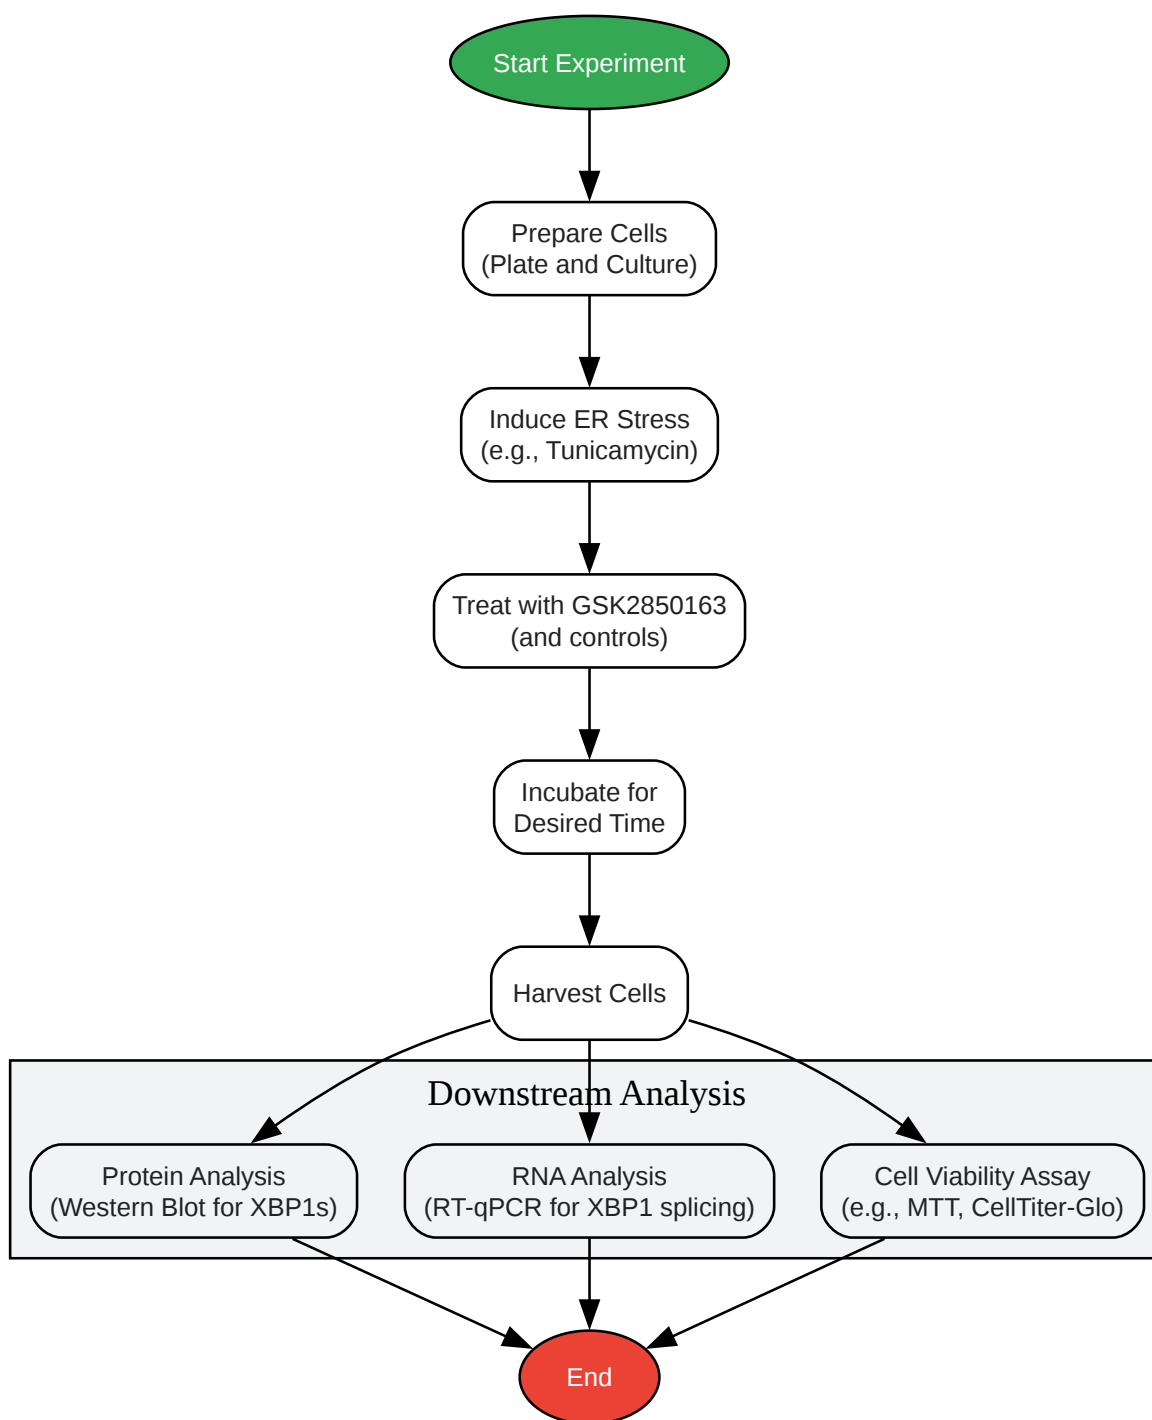 Start Experiment
Prepare Cells
(Plate and Culture)
Induce ER Stress
(e.g., Tunicamycin)
Treat with GSK2850163
(and controls)
Incubate for
Desired Time
Harvest Cells
Downstream Analysis
Protein Analysis
(Western Blot for XBP1s)
RNA Analysis
(RT-qPCR for XBP1 splicing)
Cell Viability Assay
(e.g., MTT, CellTiter-Glo)
End